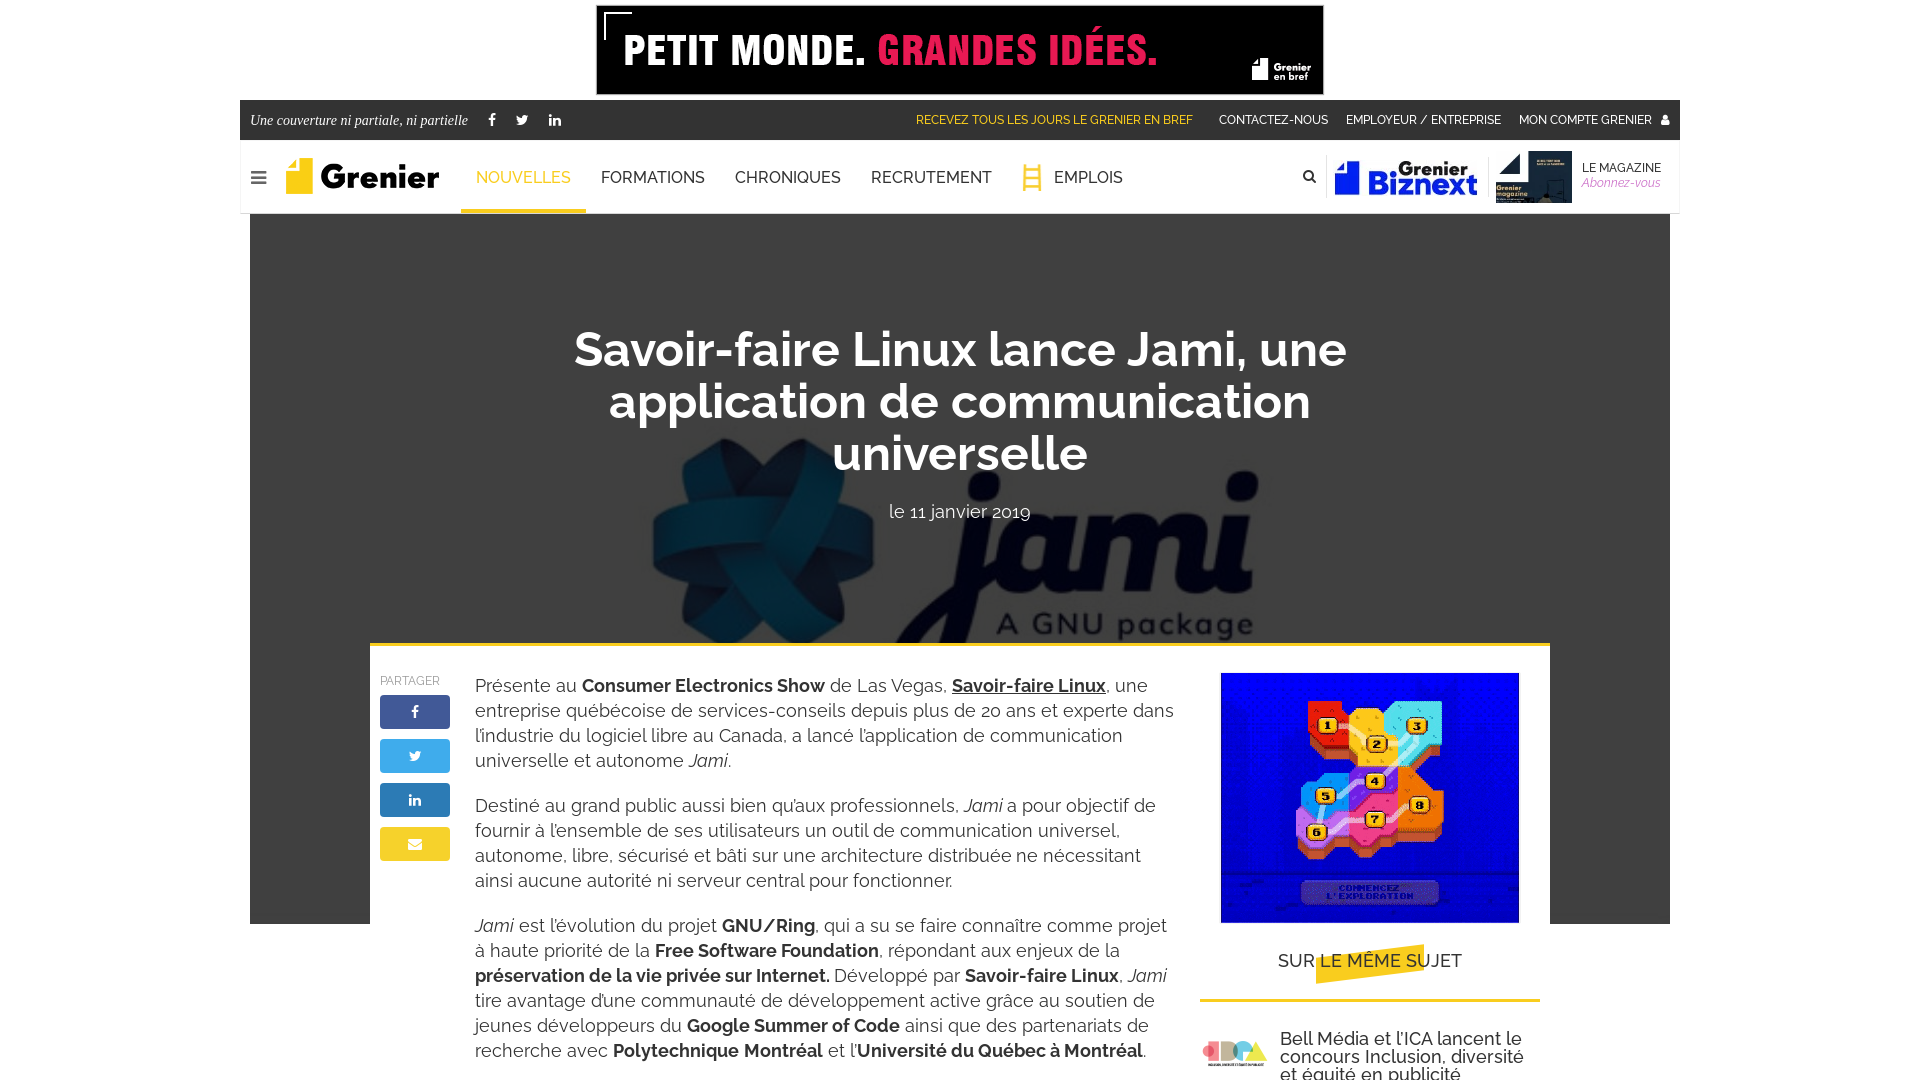 PETIT MONDE. GRANDES IDÉES.
Grenier
en bref
Une couverture ni partiale, ni partielle
RECEVEZ TOUS LES JOURS LE GRENIER EN BREF
CONTACTEZ-NOUS
EMPLOYEUR / ENTREPRISE
MON COMPTE GRENIER
Grenier
NOUVELLES
FORMATIONS
CHRONIQUES
RECRUTEMENT
EMPLOIS
Grenier
Biznext
Grenier
magazine
LE MAGAZINE
Abonnez-vous
Savoir-faire Linux lance Jami, une
application de communication
universelle
le 11 janvier 2019
jami
A GNU package
PARTAGER
Présente au Consumer Electronics Show de Las Vegas, Savoir-faire Linux, une
entreprise québécoise de services-conseils depuis plus de 20 ans et experte dans
l’industrie du logiciel libre au Canada, a lancé l’application de communication
universelle et autonome Jami.
Destiné au grand public aussi bien qu’aux professionnels, Jami a pour objectif de
fournir à l’ensemble de ses utilisateurs un outil de communication universel,
autonome, libre, sécurisé et bâti sur une architecture distribuée ne nécessitant
ainsi aucune autorité ni serveur central pour fonctionner.
Jami est l’évolution du projet GNU/Ring, qui a su se faire connaître comme projet
à haute priorité de la Free Software Foundation, répondant aux enjeux de la
préservation de la vie privée sur Internet. Développé par Savoir-faire Linux, Jami
tire avantage d’une communauté de développement active grâce au soutien de
jeunes développeurs du Google Summer of Code ainsi que des partenariats de
recherche avec Polytechnique Montréal et l’Université du Québec à Montréal.
1
2
3
4
5
6
7
8
COMMENCEZ
L'EXPLORATION
SUR LE MÊME SUJET
Bell Média et l’ICA lancent le
concours Inclusion, diversité
et équité en publicité